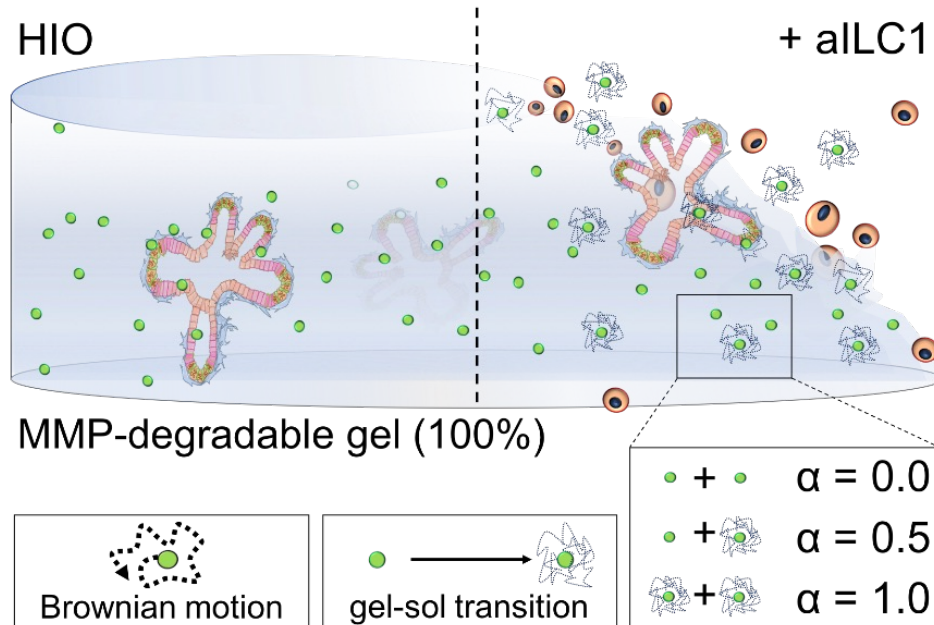 HIO
+ aILC1
MMP-degradable gel (100%)
+ α = 0.0
+ α = 0.5
+ α = 1.0
Brownian motion
gel-sol transition